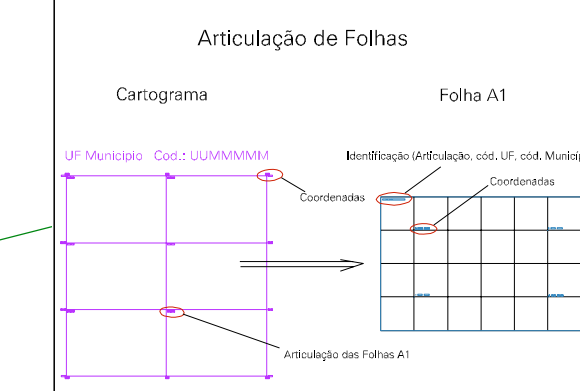 Articulação de Folhas
Cartograma
Folha A1
UF Municipio Cod.: UUMMMMM
Identificação (Articulação, cód. UF, cód. Municíp
Coordenadas
Coordenadas
Articulação das Folhas A1